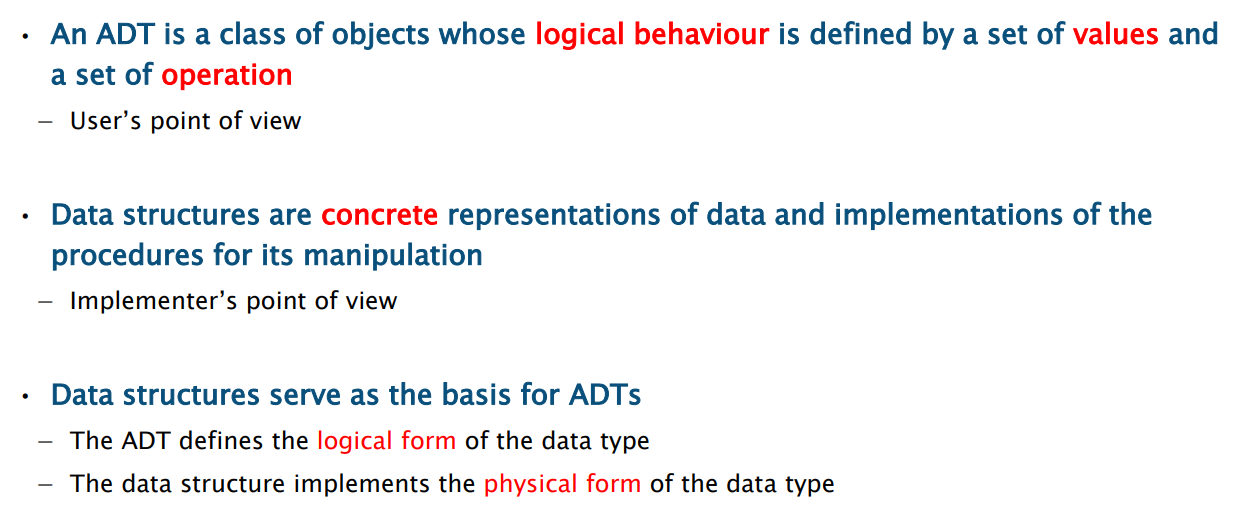 • An ADT is a class of objects whose logical behaviour is defined by a set of values and
a set of operation
– User’s point of view
• Data structures are concrete representations of data and implementations of the
procedures for its manipulation
– Implementer’s point of view
• Data structures serve as the basis for ADTs
– The ADT defines the logical form of the data type
– The data structure implements the physical form of the data type